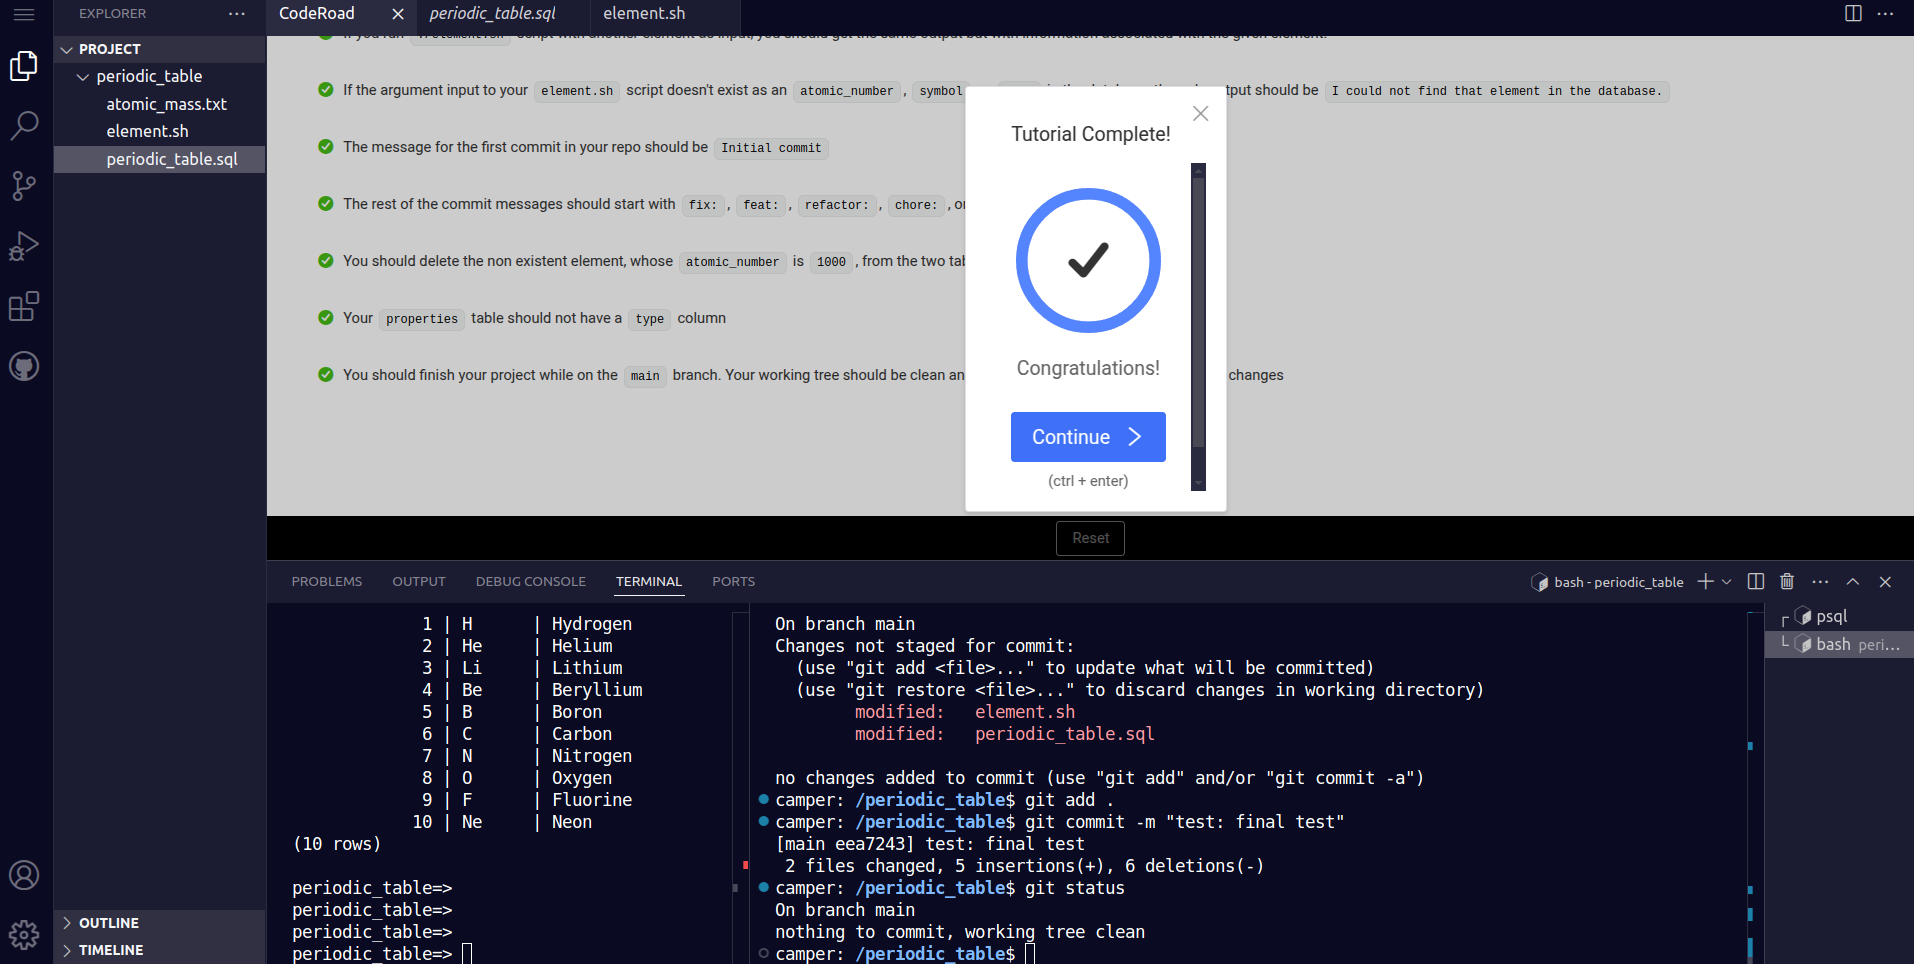 EXPLORER
CodeRoad
periodic_table.sql
element.sh
PROJECT
periodic_table
atomic_mass.txt
element.sh
periodic_table.sql
If the argument input to your element.sh script doesn't exist as an atomic_number, symbol
tput should be I could not find that element in the database.
The message for the first commit in your repo should be Initial commit
The rest of the commit messages should start with fix:, feat:, refactor:, chore:, or
You should delete the non existent element, whose atomic_number is 1000, from the two tab
Your properties table should not have a type column
You should finish your project while on the main branch. Your working tree should be clean an
changes
Tutorial Complete!
Congratulations!
Continue
(ctrl + enter)
Reset
PROBLEMS OUTPUT DEBUG CONSOLE TERMINAL PORTS
bash - periodic_table
psql
bash peri...
1 | H | Hydrogen
2 | He | Helium
3 | Li | Lithium
4 | Be | Beryllium
5 | B | Boron
6 | C | Carbon
7 | N | Nitrogen
8 | O | Oxygen
9 | F | Fluorine
10 | Ne | Neon
(10 rows)
periodic_table=>
periodic_table=>
periodic_table=>
periodic_table=>
On branch main
Changes not staged for commit:
(use "git add <file>..." to update what will be committed)
(use "git restore <file>..." to discard changes in working directory)
modified: element.sh
modified: periodic_table.sql
no changes added to commit (use "git add" and/or "git commit -a")
camper: /periodic_table$ git add .
camper: /periodic_table$ git commit -m "test: final test"
[main eea7243] test: final test
2 files changed, 5 insertions(+), 6 deletions(-)
camper: /periodic_table$ git status
On branch main
nothing to commit, working tree clean
camper: /periodic_table$
OUTLINE
TIMELINE